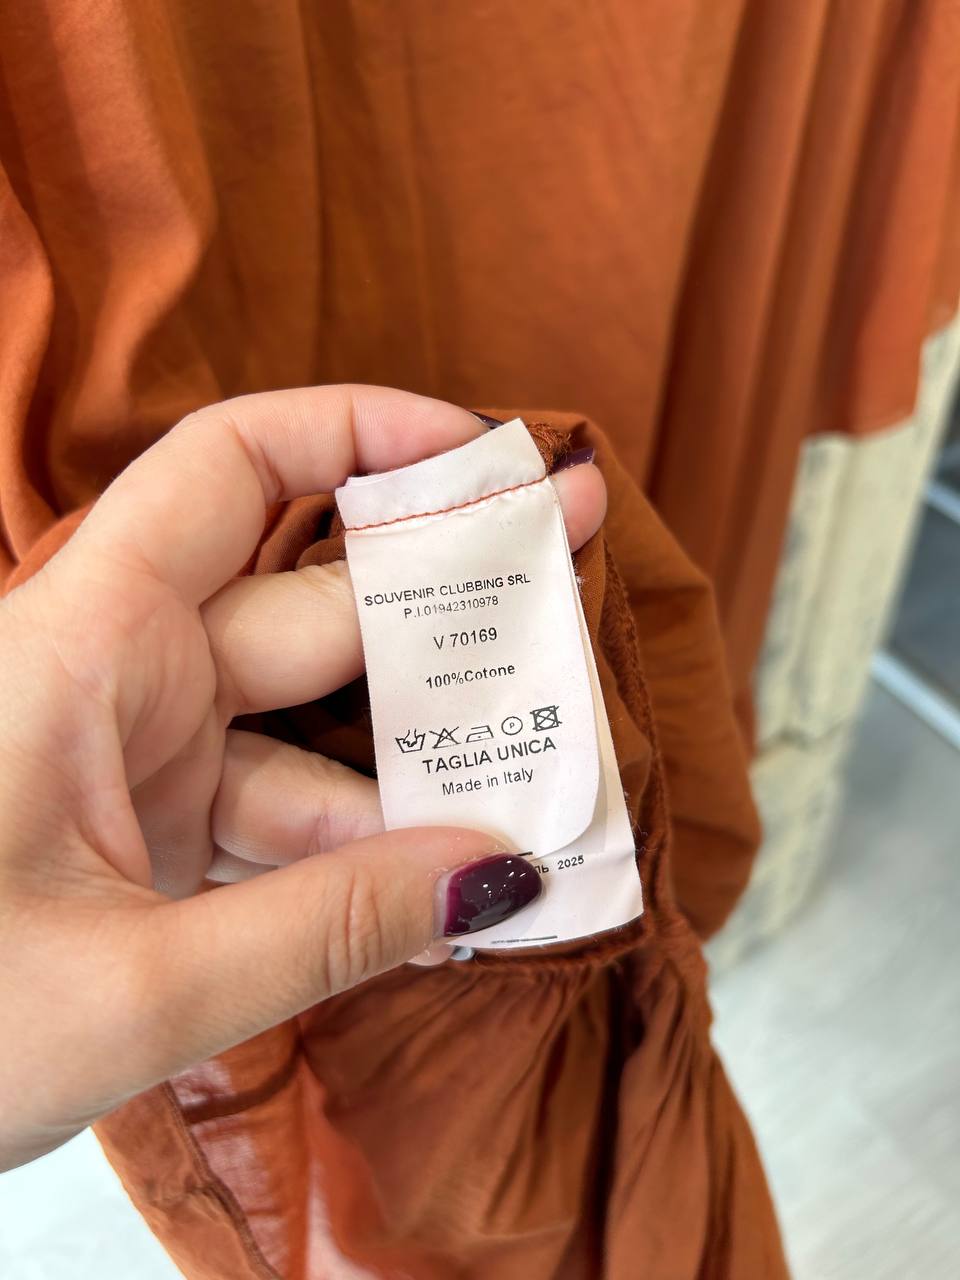 SOUVENIR CLUBBING SRL
P.I.01942310978
V 70169
100%Cotone
P
TAGLIA UNICA
Made in Italy
2025